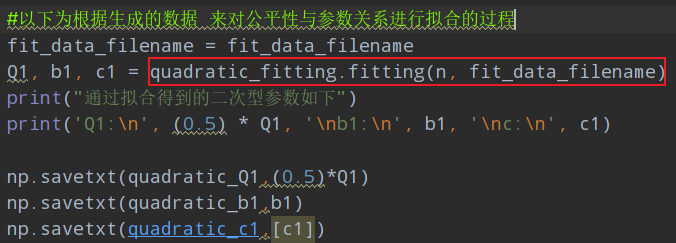 #以下为根据生成的数据 来对公平性与参数关系进行拟合的过程
fit_data_filename = fit_data_filename
Q1, b1, c1 = quadratic_fitting.fitting(n, fit_data_filename)
print("通过拟合得到的二次型参数如下")
print('Q1:\n', (0.5) * Q1, '\nb1:\n', b1, '\nc:\n', c1)
np.savetxt(quadratic_Q1,(0.5)*Q1)
np.savetxt(quadratic_b1,b1)
np.savetxt(quadratic_c1,[c1])